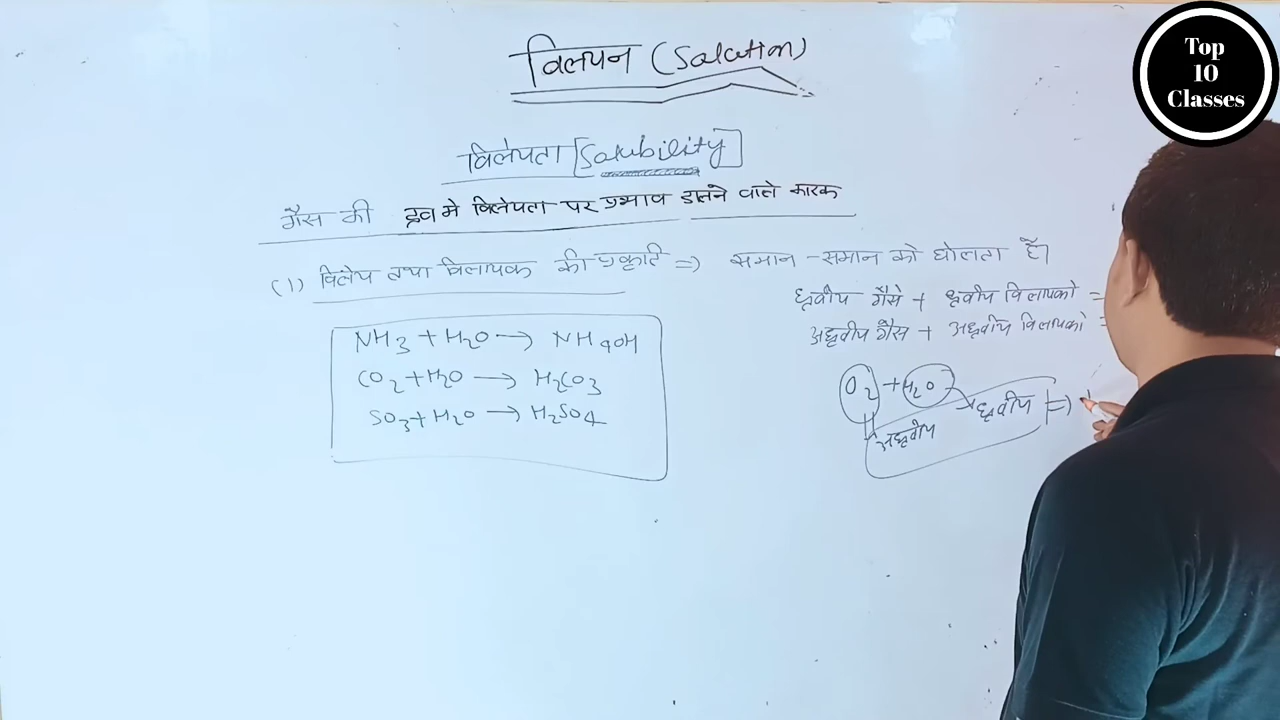 विलयन (Solution)
विलेयता [Solubility]
गैस की द्रव मे विलेयता पर प्रभाव डालने वाले कारक
(1) विलेय तथा विलायक की प्रकृति => समान - समान को घोलता है।
ध्रुवीय गैसे + ध्रुवीय विलायको =
अध्रुवीय गैस + अध्रुवीय विलायको =
NH3 + H2O → NH4OH
CO2 + H2O → H2CO3
SO3 + H2O → H2SO4
O2 + H2O
ध्रुवीय =>
अध्रुवीय
Top
10
Classes